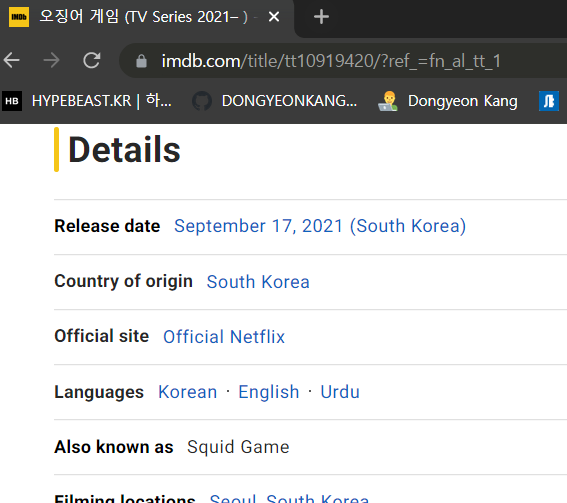 IMDb 오징어 게임 (TV Series 2021– ) -
imdb.com/title/tt10919420/?ref_=fn_al_tt_1
HB HYPEBEAST.KR | 하... DONGYEONKANG... Dongyeon Kang
Details
Release date September 17, 2021 (South Korea)
Country of origin South Korea
Official site Official Netflix
Languages Korean · English · Urdu
Also known as Squid Game
Filming locations Seoul, South Korea